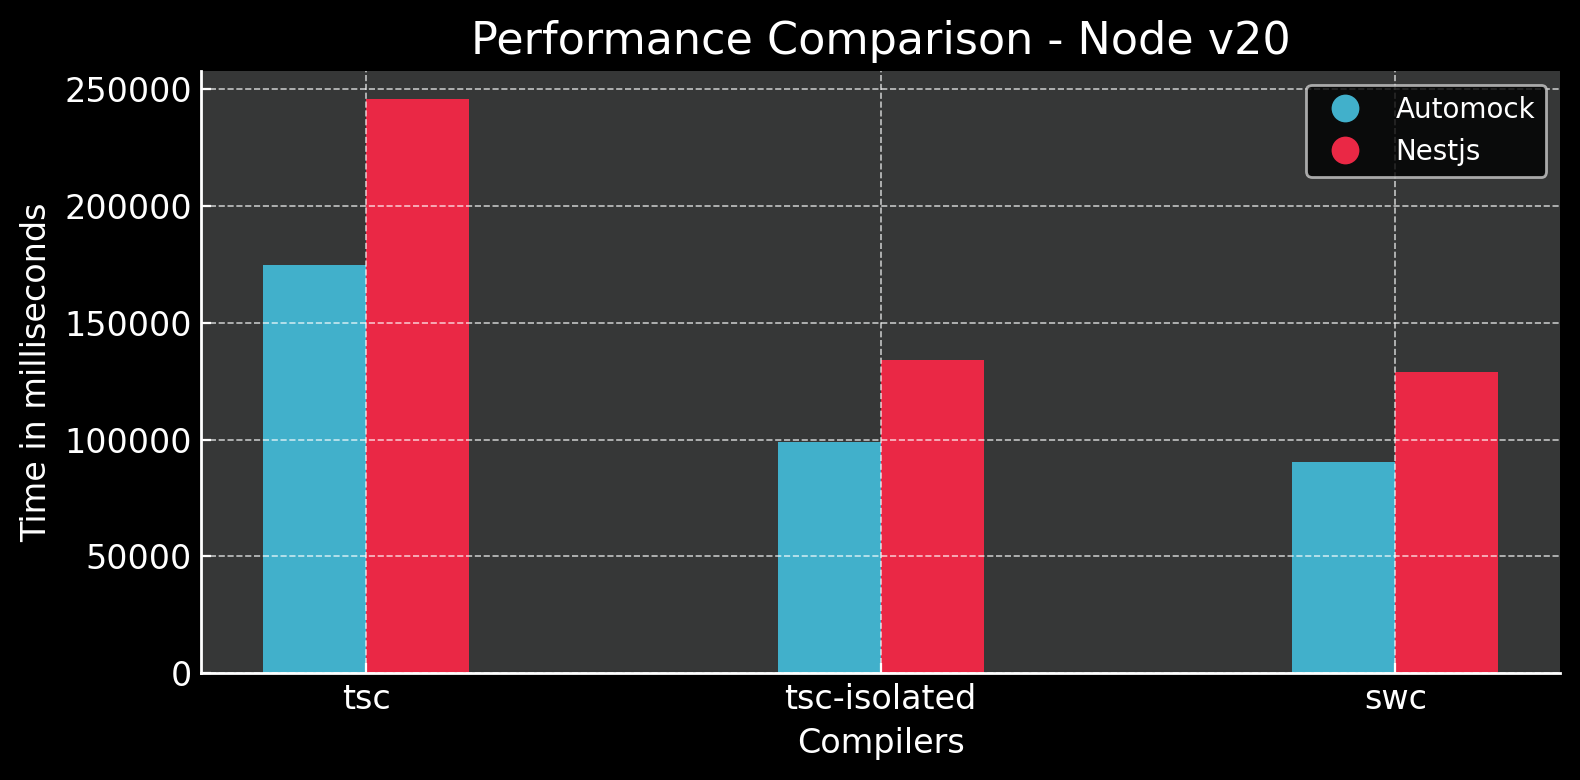 Performance Comparison - Node v20
Automock
Nestjs
Time in milliseconds
250000
200000
150000
100000
50000
0
tsc
tsc-isolated
swc
Compilers